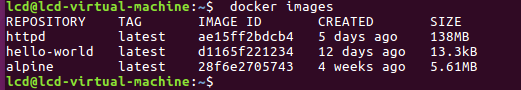 lcd@lcd-virtual-machine:~$  docker images
REPOSITORY    TAG       IMAGE ID       CREATED       SIZE
httpd         latest    ae15ff2bdcb4   5 days ago    138MB
hello-world   latest    d1165f221234   12 days ago   13.3kB
alpine        latest    28f6e2705743   4 weeks ago   5.61MB
lcd@lcd-virtual-machine:~$